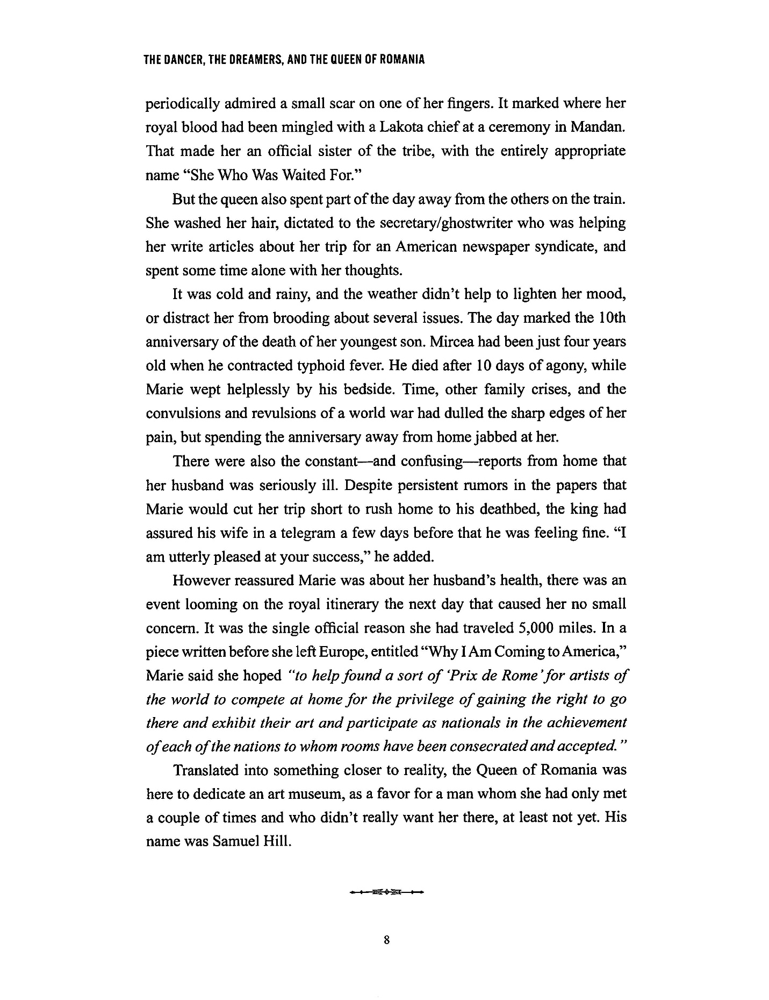 THE DANCER, THE DREAMERS, AND THE QUEEN OF ROMANIA
periodically admired a small scar on one of her fingers. It marked where her
royal blood had been mingled with a Lakota chief at a ceremony in Mandan.
That made her an official sister of the tribe, with the entirely appropriate
name “She Who Was Waited For.”
But the queen also spent part of the day away from the others on the train.
She washed her hair, dictated to the secretary/ghostwriter who was helping
her write articles about her trip for an American newspaper syndicate, and
spent some time alone with her thoughts.
It was cold and rainy, and the weather didn’t help to lighten her mood,
or distract her from brooding about several issues. The day marked the 10th
anniversary of the death of her youngest son. Mircea had been just four years
old when he contracted typhoid fever. He died after 10 days of agony, while
Marie wept helplessly by his bedside. Time, other family crises, and the
convulsions and revulsions of a world war had dulled the sharp edges of her
pain, but spending the anniversary away from home jabbed at her.
There were also the constant—and confusing—reports from home that
her husband was seriously ill. Despite persistent rumors in the papers that
Marie would cut her trip short to rush home to his deathbed, the king had
assured his wife in a telegram a few days before that he was feeling fine. “I
am utterly pleased at your success,” he added.
However reassured Marie was about her husband’s health, there was an
event looming on the royal itinerary the next day that caused her no small
concern. It was the single official reason she had traveled 5,000 miles. In a
piece written before she left Europe, entitled “Why I Am Coming to America,”
Marie said she hoped “to help found a sort of ‘Prix de Rome’ for artists of
the world to compete at home for the privilege of gaining the right to go
there and exhibit their art and participate as nationals in the achievement
of each of the nations to whom rooms have been consecrated and accepted.”
Translated into something closer to reality, the Queen of Romania was
here to dedicate an art museum, as a favor for a man whom she had only met
a couple of times and who didn’t really want her there, at least not yet. His
name was Samuel Hill.
8